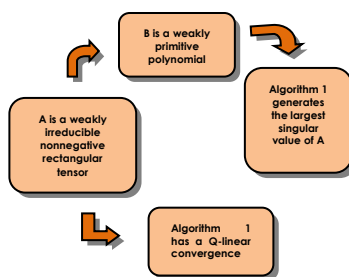 B is a weakly
primitive
polynomial
Algorithm 1
generates
the largest
singular
value of A
A is a weakly
irreducible
nonnegative
rectangular
tensor
Algorithm 1
has a Q-linear
convergence